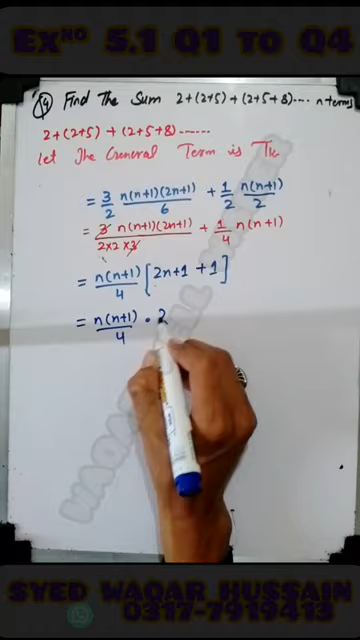 Ex No 5.1 Q1 To Q4
Q4 Find The Sum 2+(2+5)+(2+5+8).... n terms
2+(2+5)+(2+5+8)......
Let The General Term is Tk
= 3/2 n(n+1)(2n+1)/6 + 1/2 n(n+1)/2
= 3 n(n+1)(2n+1)/2×2×3 + 1/4 n(n+1)
= n(n+1)/4 [2n+1+1]
= n(n+1)/4 • 2
SYED WAQAR HUSSAIN
0317-7919413